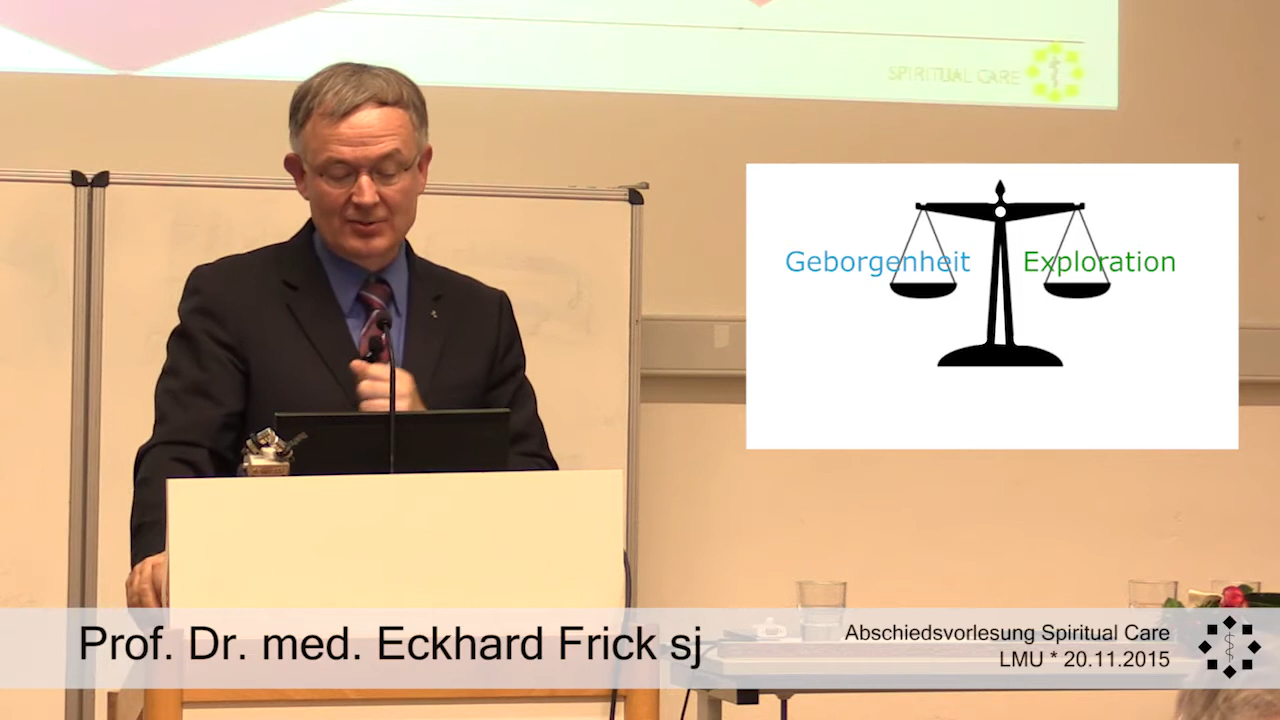 SPIRITUAL CARE
Geborgenheit Exploration
Prof. Dr. med. Eckhard Frick sj
Abschiedsvorlesung Spiritual Care
LMU * 20.11.2015